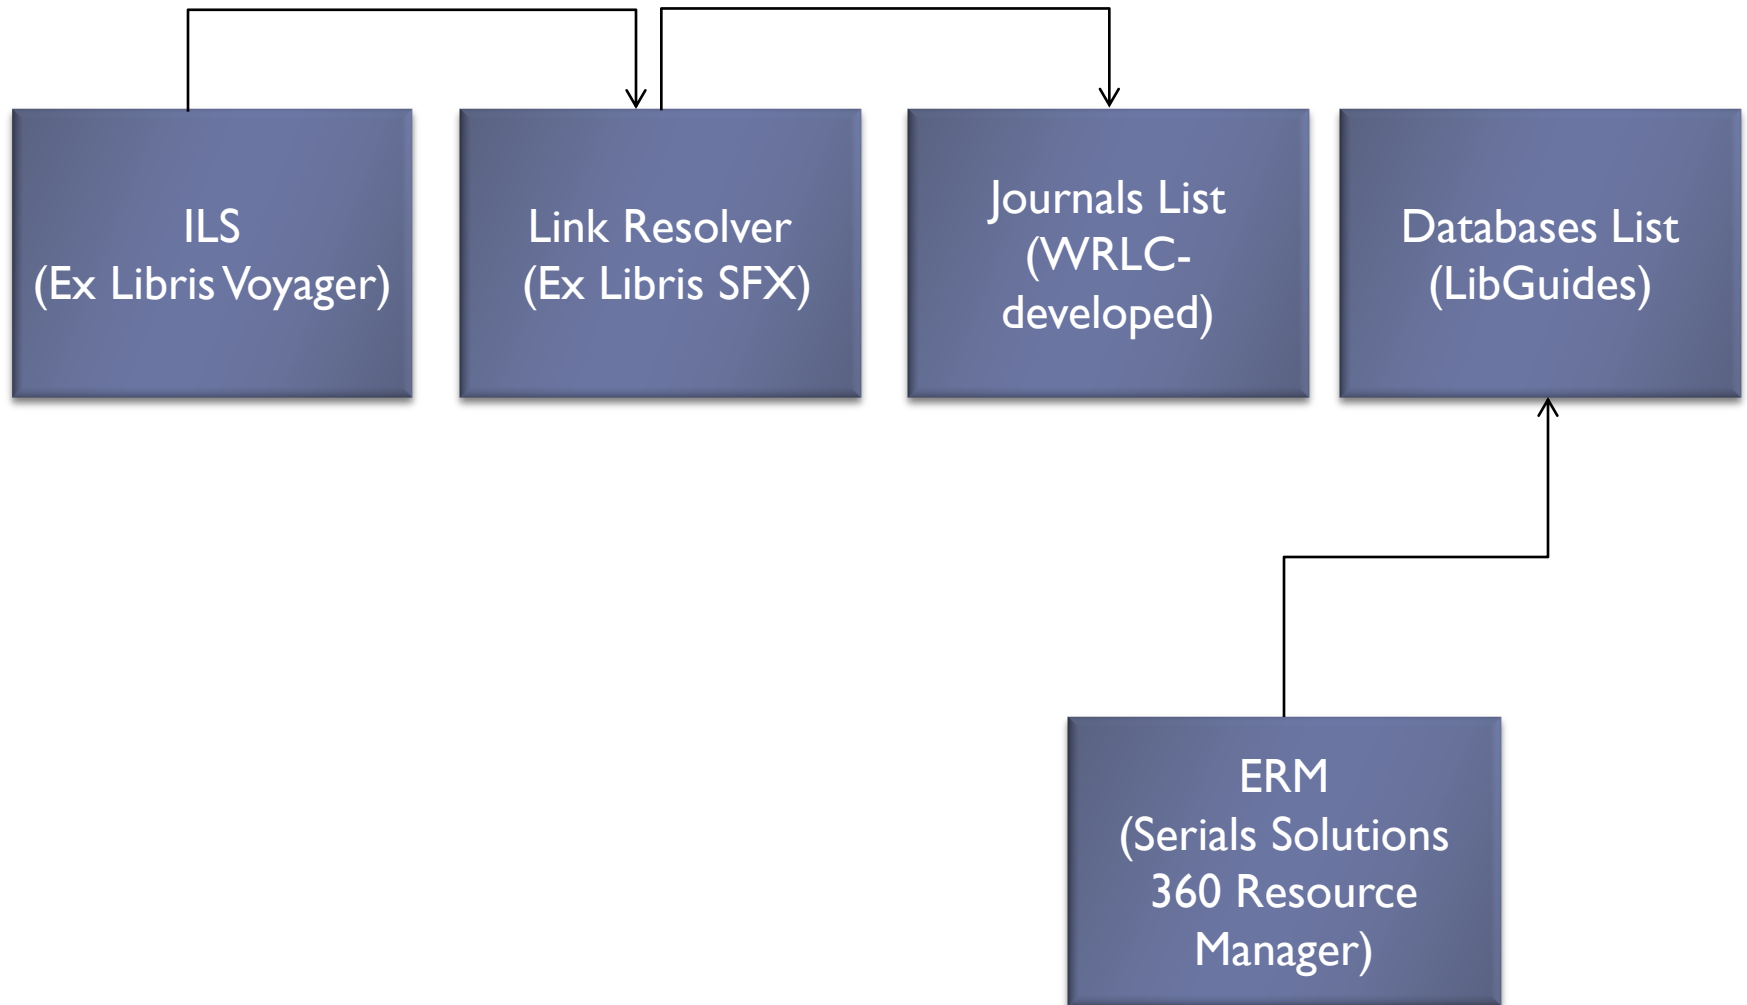 ILS
(Ex Libris Voyager)
Link Resolver
(Ex Libris SFX)
Journals List
(WRLC-
developed)
Databases List
(LibGuides)
ERM
(Serials Solutions
360 Resource
Manager)